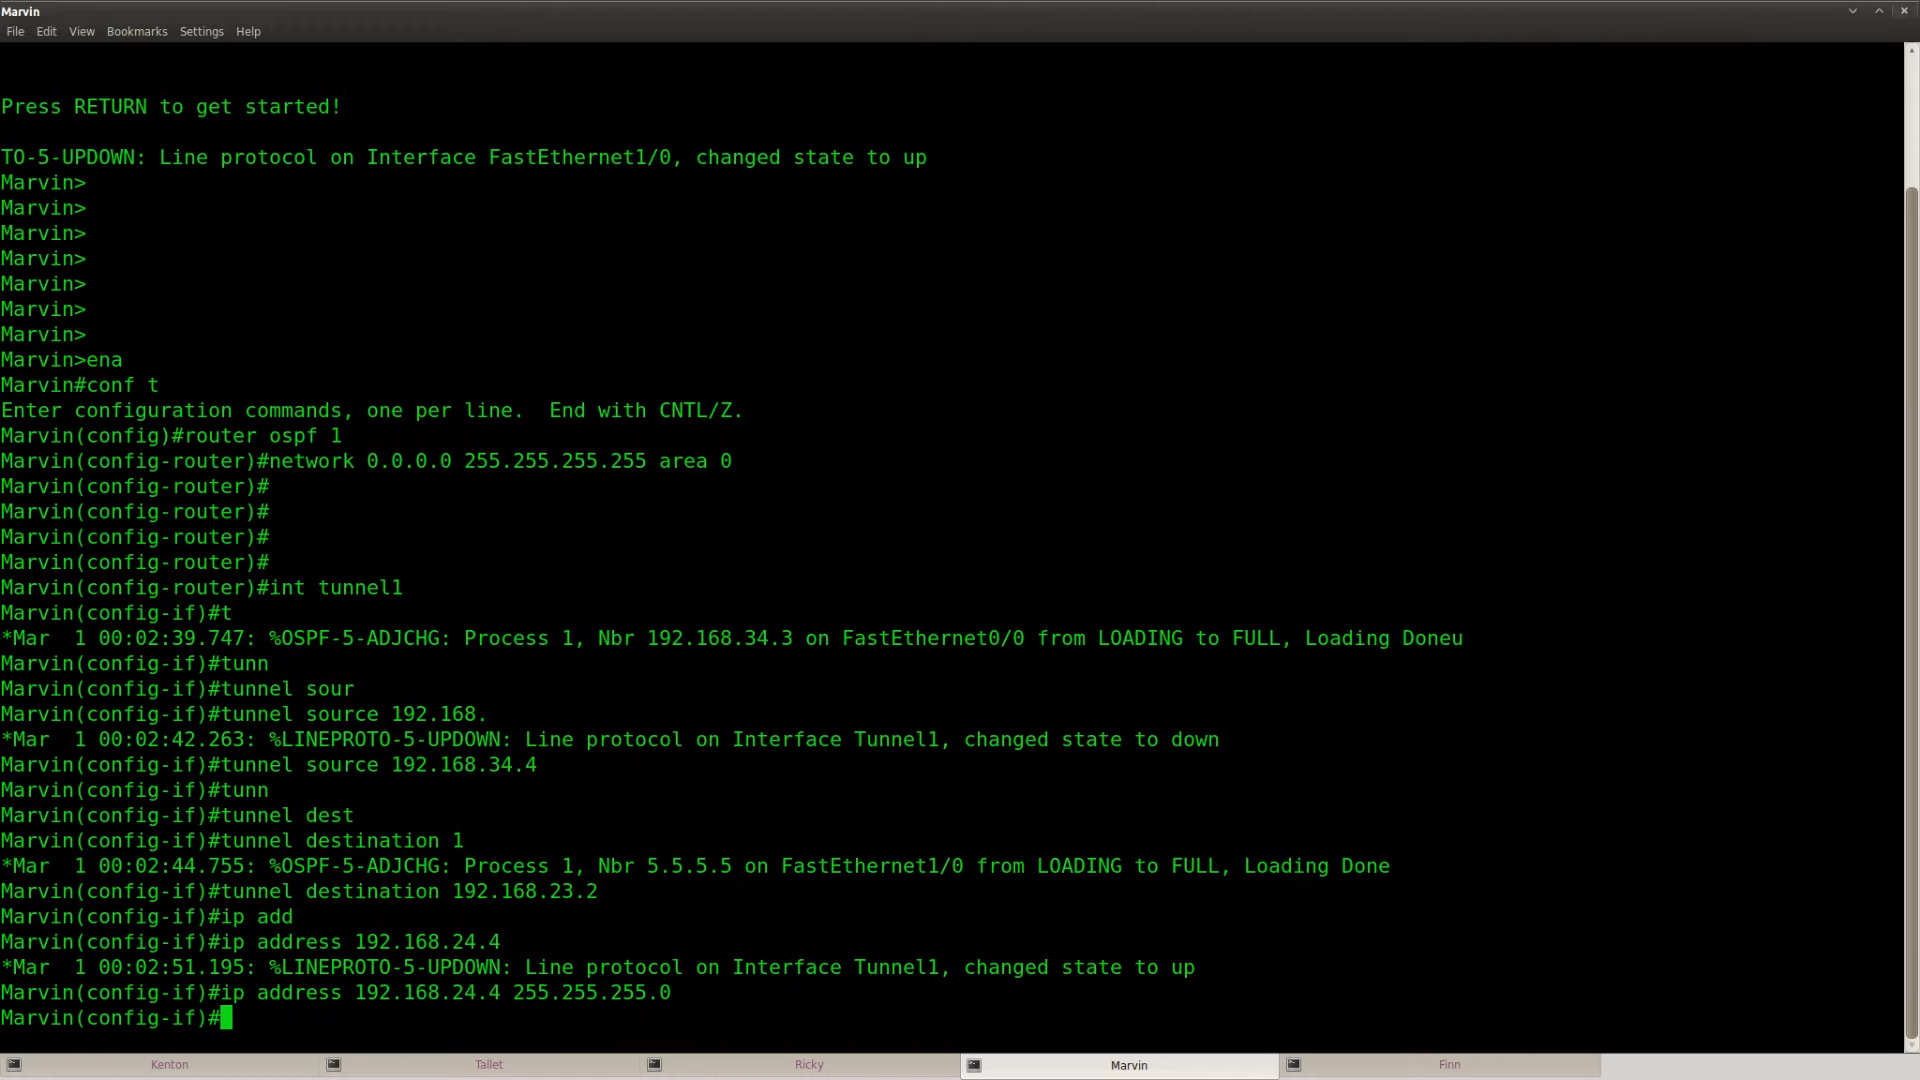 Marvin
File Edit View Bookmarks Settings Help
Press RETURN to get started!
TO-5-UPDOWN: Line protocol on Interface FastEthernet1/0, changed state to up
Marvin>
Marvin>
Marvin>
Marvin>
Marvin>
Marvin>
Marvin>
Marvin>ena
Marvin#conf t
Enter configuration commands, one per line.  End with CNTL/Z.
Marvin(config)#router ospf 1
Marvin(config-router)#network 0.0.0.0 255.255.255.255 area 0
Marvin(config-router)#
Marvin(config-router)#
Marvin(config-router)#
Marvin(config-router)#
Marvin(config-router)#int tunnel1
Marvin(config-if)#t
*Mar  1 00:02:39.747: %OSPF-5-ADJCHG: Process 1, Nbr 192.168.34.3 on FastEthernet0/0 from LOADING to FULL, Loading Doneu
Marvin(config-if)#tunn
Marvin(config-if)#tunnel sour
Marvin(config-if)#tunnel source 192.168.
*Mar  1 00:02:42.263: %LINEPROTO-5-UPDOWN: Line protocol on Interface Tunnel1, changed state to down
Marvin(config-if)#tunnel source 192.168.34.4
Marvin(config-if)#tunn
Marvin(config-if)#tunnel dest
Marvin(config-if)#tunnel destination 1
*Mar  1 00:02:44.755: %OSPF-5-ADJCHG: Process 1, Nbr 5.5.5.5 on FastEthernet1/0 from LOADING to FULL, Loading Done
Marvin(config-if)#tunnel destination 192.168.23.2
Marvin(config-if)#ip add
Marvin(config-if)#ip address 192.168.24.4
*Mar  1 00:02:51.195: %LINEPROTO-5-UPDOWN: Line protocol on Interface Tunnel1, changed state to up
Marvin(config-if)#ip address 192.168.24.4 255.255.255.0
Marvin(config-if)#
Kenton Tallet Ricky Marvin Finn